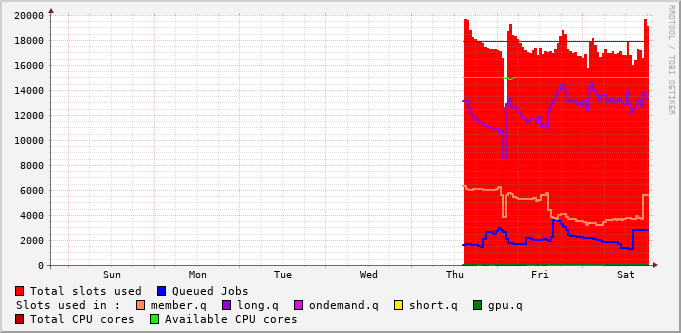 20000
18000
16000
14000
12000
10000
8000
6000
4000
2000
0
Sun Mon Tue Wed Thu Fri Sat
RRDTOOL / TOBI OETIKER
Total slots used Queued Jobs
Slots used in : member.q long.q ondemand.q short.q gpu.q
Total CPU cores Available CPU cores